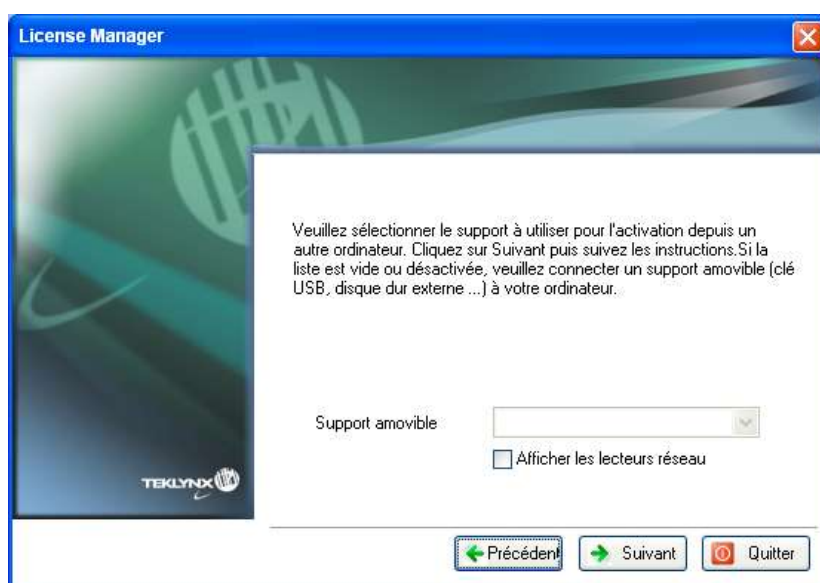 License Manager
Veuillez sélectionner le support à utiliser pour l'activation depuis un
autre ordinateur. Cliquez sur Suivant puis suivez les instructions.Si la
liste est vide ou désactivée, veuillez connecter un support amovible (clé
USB, disque dur externe ...) à votre ordinateur.
Support amovible
Afficher les lecteurs réseau
TEKLYNX
Précédent
Suivant
Quitter